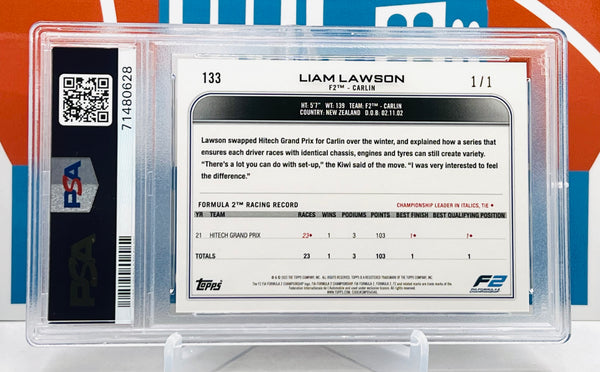 71480628
PSA
PSA
133
LIAM LAWSON
F2™ - CARLIN
1/1
HT: 5'7" WT: 139 TEAM: F2™ - CARLIN
COUNTRY: NEW ZEALAND D.O.B: 02.11.02
Lawson swapped Hitech Grand Prix for Carlin over the winter, and explained how a series that
ensures each driver races with identical chassis, engines and tyres can still create variety.
"There's a lot you can do with set-up," the Kiwi said of the move. "I was very interested to feel
the difference."
FORMULA 2™ RACING RECORD CHAMPIONSHIP LEADER IN ITALICS, TIE ♦
YR TEAM RACES WINS PODIUMS POINTS BEST FINISH BEST QUALIFYING POSITION
21 HITECH GRAND PRIX 23♦ 1 3 103 1♦ 1♦
TOTALS 23 1 3 103 1 1
Topps
F2